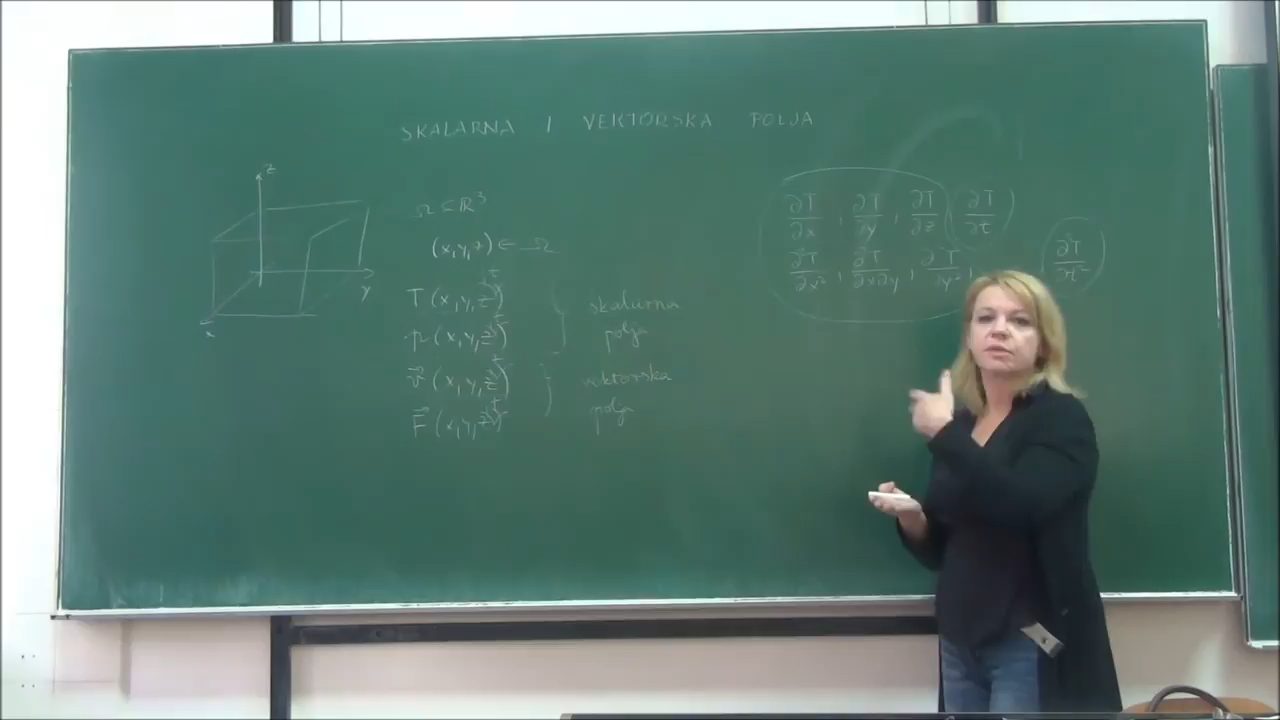 SKALARNA I VEKTORSKA POLJA
z
y
x
Ω ⊆ ℝ³
(x,y,z) ∈ Ω
T (x,y,z,t)
p (x,y,z,t)
skalarna
polja
v⃗ (x,y,z,t)
F⃗ (x,y,z,t)
vektorska
polja
∂T/∂x , ∂T/∂y , ∂T/∂z , ∂T/∂t
∂²T/∂x² , ∂²T/∂x∂y , ∂²T/∂y² , ∂²T/∂t²